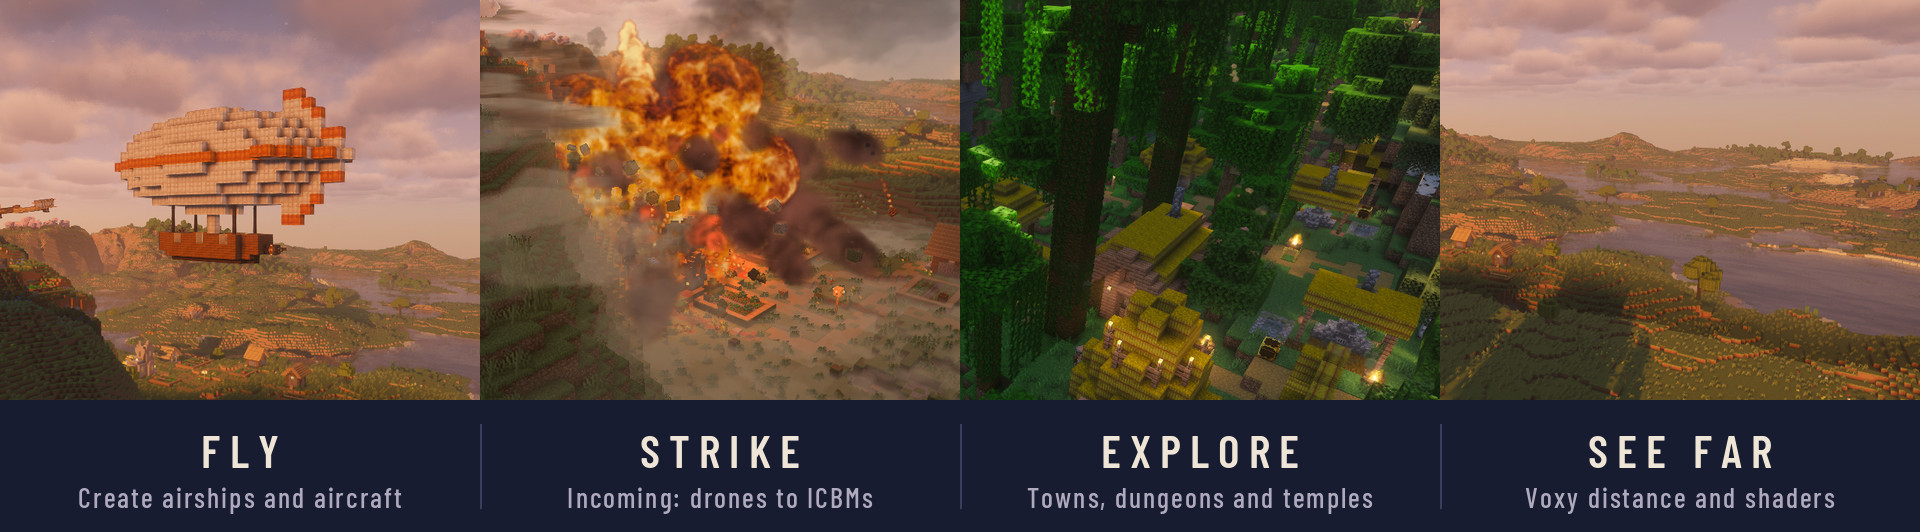 FLY
Create airships and aircraft
STRIKE
Incoming: drones to ICBMs
EXPLORE
Towns, dungeons and temples
SEE FAR
Voxy distance and shaders